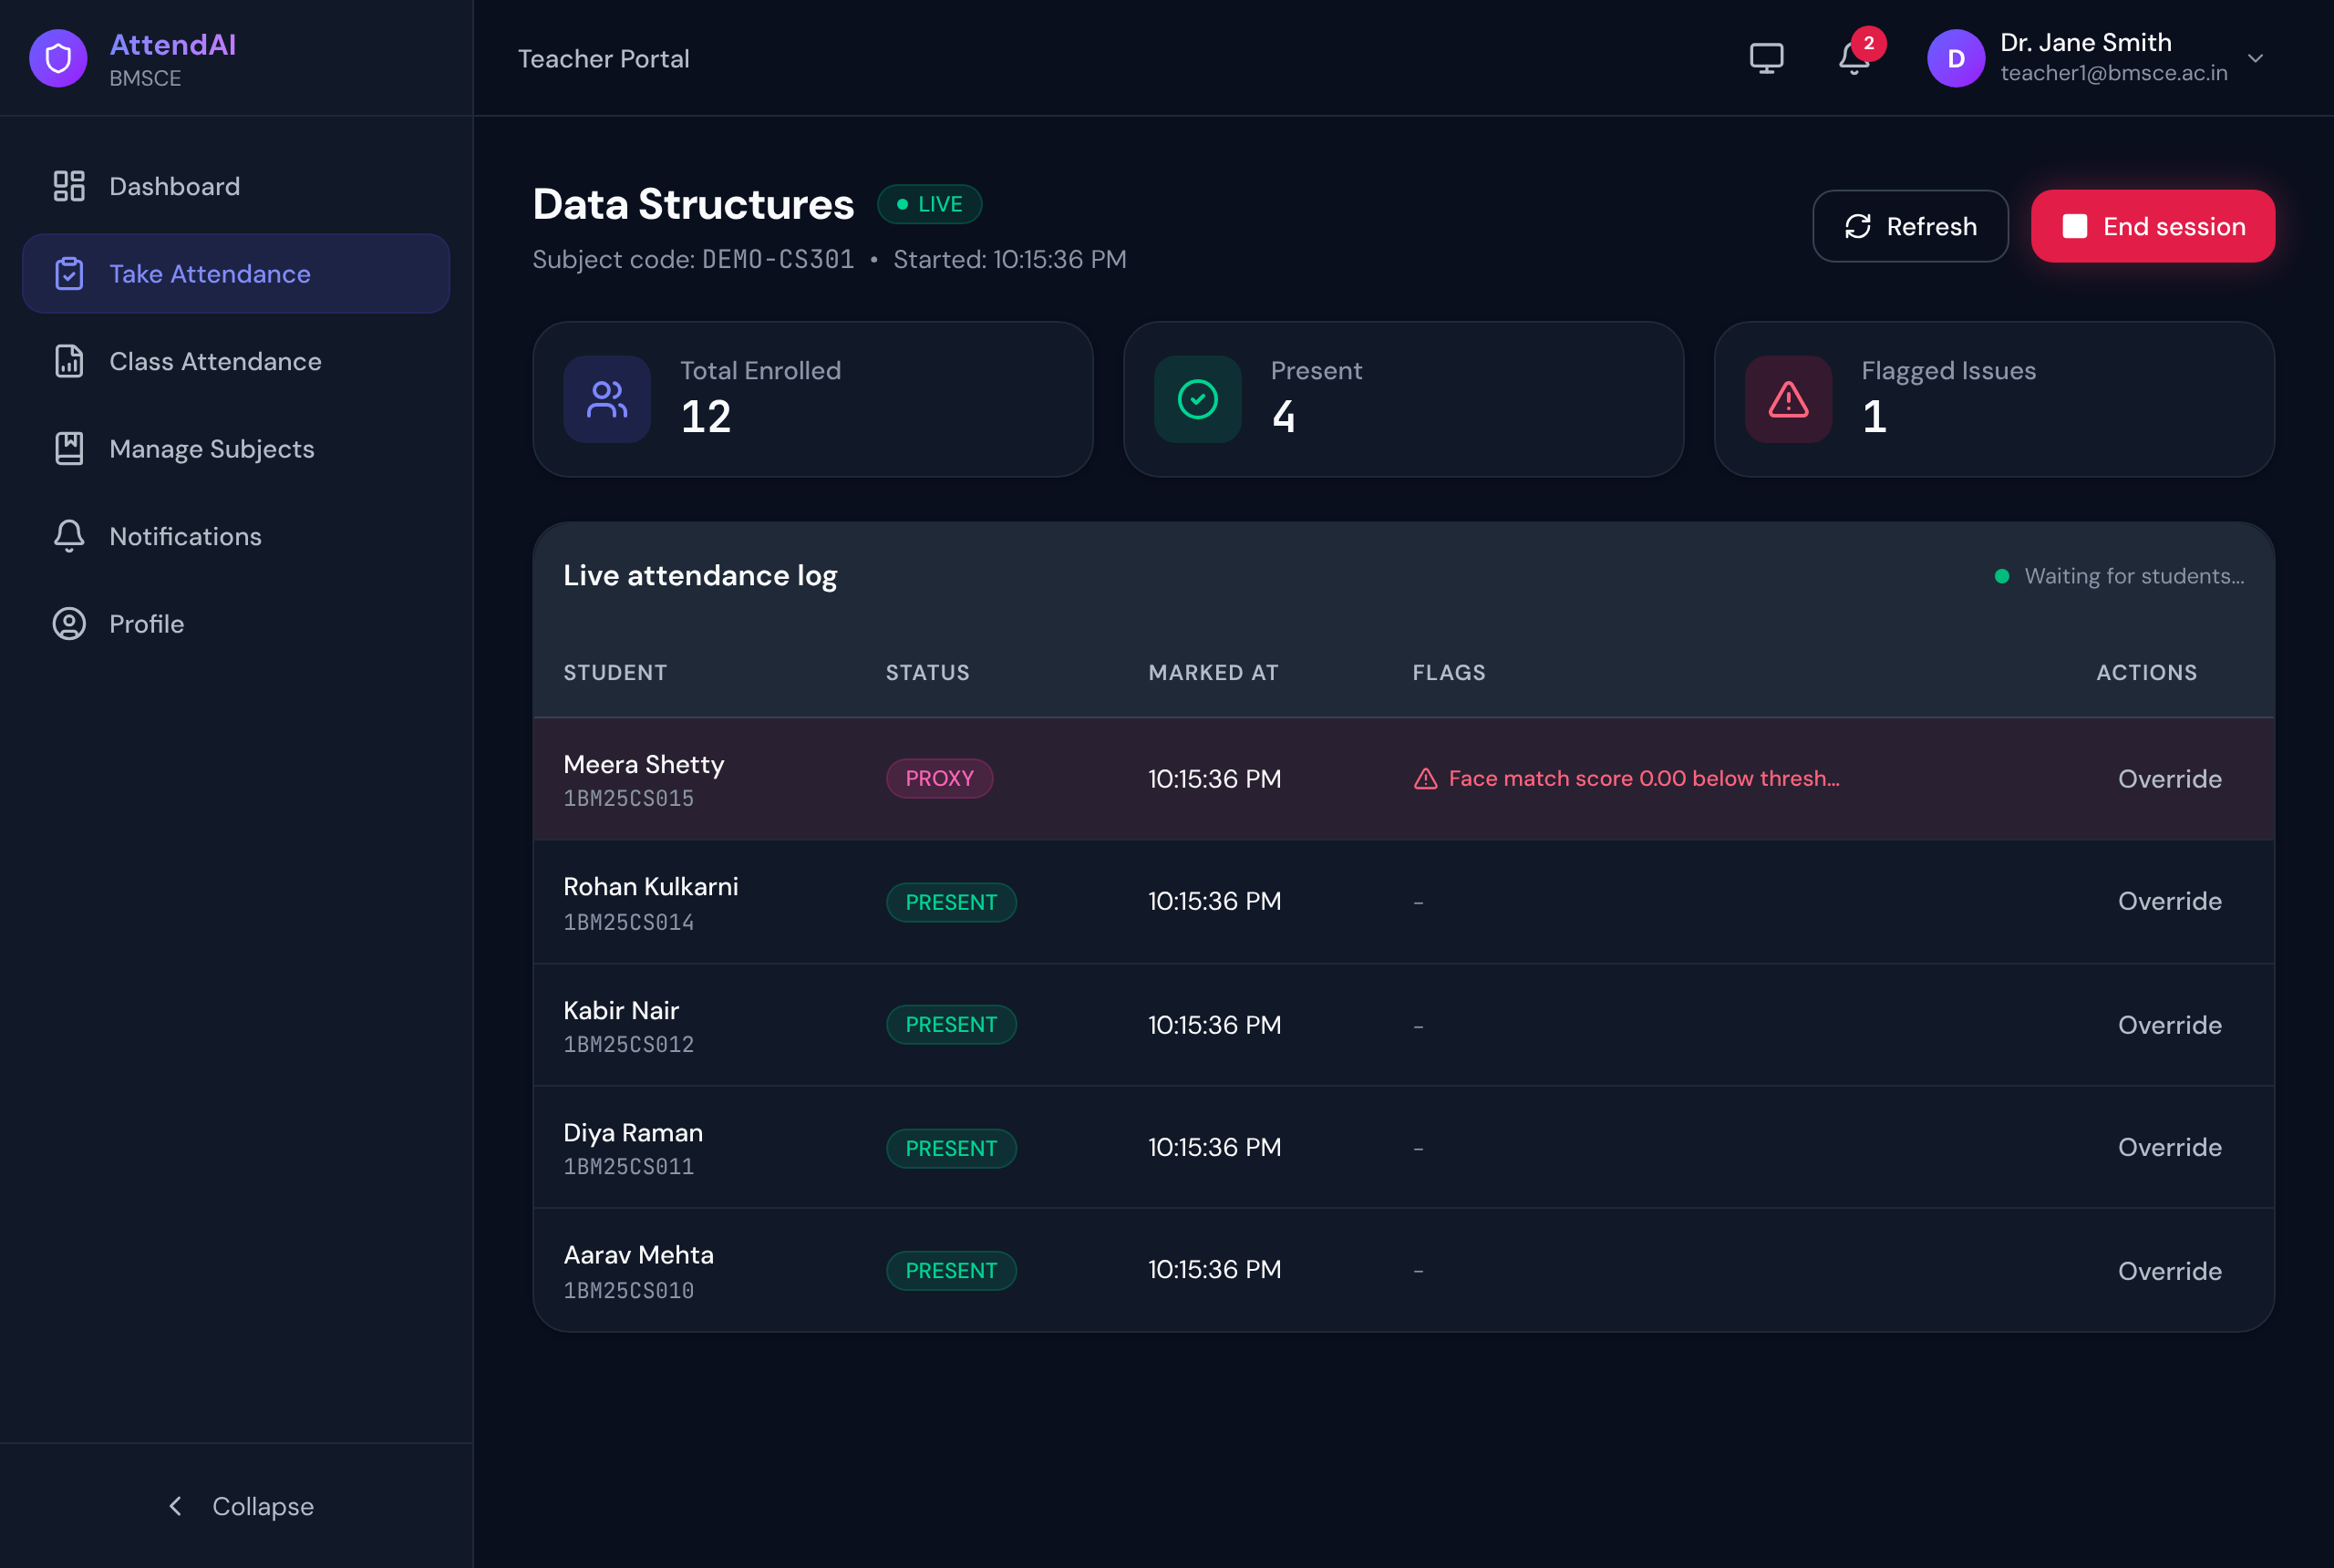 AttendAI
BMSCE
Teacher Portal
2
D
Dr. Jane Smith
teacher1@bmsce.ac.in
Dashboard
Take Attendance
Class Attendance
Manage Subjects
Notifications
Profile
Collapse
Data Structures
LIVE
Subject code: DEMO-CS301 • Started: 10:15:36 PM
Refresh
End session
Total Enrolled
12
Present
4
Flagged Issues
1
Live attendance log
Waiting for students...
STUDENT STATUS MARKED AT FLAGS ACTIONS
Meera Shetty
1BM25CS015
PROXY
10:15:36 PM
Face match score 0.00 below thresh...
Override
Rohan Kulkarni
1BM25CS014
PRESENT
10:15:36 PM
-
Override
Kabir Nair
1BM25CS012
PRESENT
10:15:36 PM
-
Override
Diya Raman
1BM25CS011
PRESENT
10:15:36 PM
-
Override
Aarav Mehta
1BM25CS010
PRESENT
10:15:36 PM
-
Override